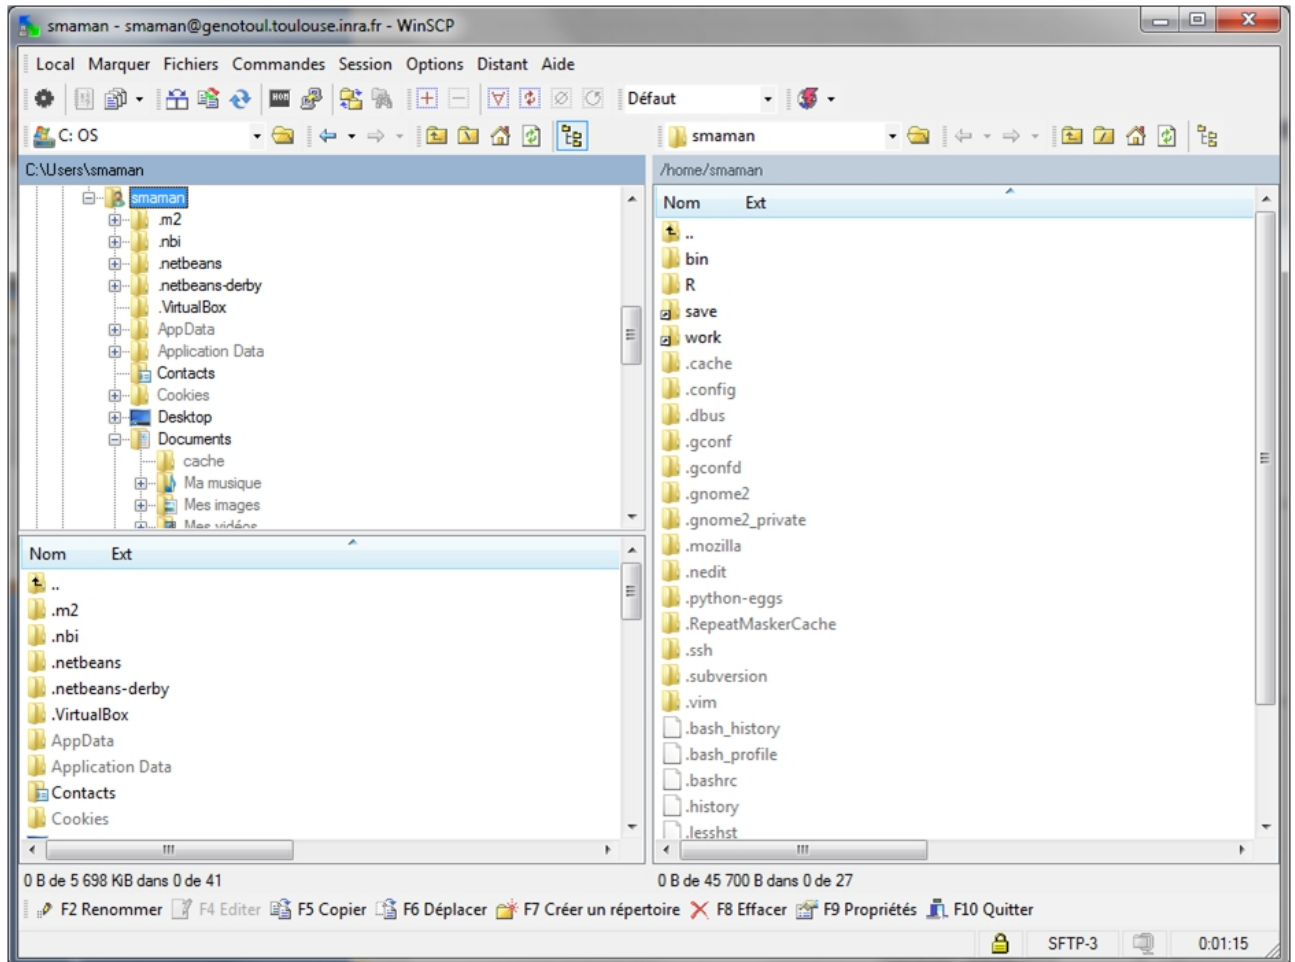 smaman - smaman@genotoul.toulouse.inra.fr - WinSCP
Local Marquer Fichiers Commandes Session Options Distant Aide
Défaut
C: OS
smaman
C:\Users\smaman
/home/smaman
smaman
.m2
.nbi
.netbeans
.netbeans-derby
.VirtualBox
AppData
Application Data
Contacts
Cookies
Desktop
Documents
cache
Ma musique
Mes images
Mes vidéos
Nom Ext
..
.m2
.nbi
.netbeans
.netbeans-derby
.VirtualBox
AppData
Application Data
Contacts
Cookies
Nom Ext
..
bin
R
save
work
.cache
.config
.dbus
.gconf
.gconfd
.gnome2
.gnome2_private
.mozilla
.nedit
.python-eggs
.RepeatMaskerCache
.ssh
.subversion
.vim
.bash_history
.bash_profile
.bashrc
.history
.lesshst
0 B de 5 698 KiB dans 0 de 41
0 B de 45 700 B dans 0 de 27
F2 Renommer F4 Editer F5 Copier F6 Déplacer F7 Créer un répertoire F8 Effacer F9 Propriétés F10 Quitter
SFTP-3 0:01:15